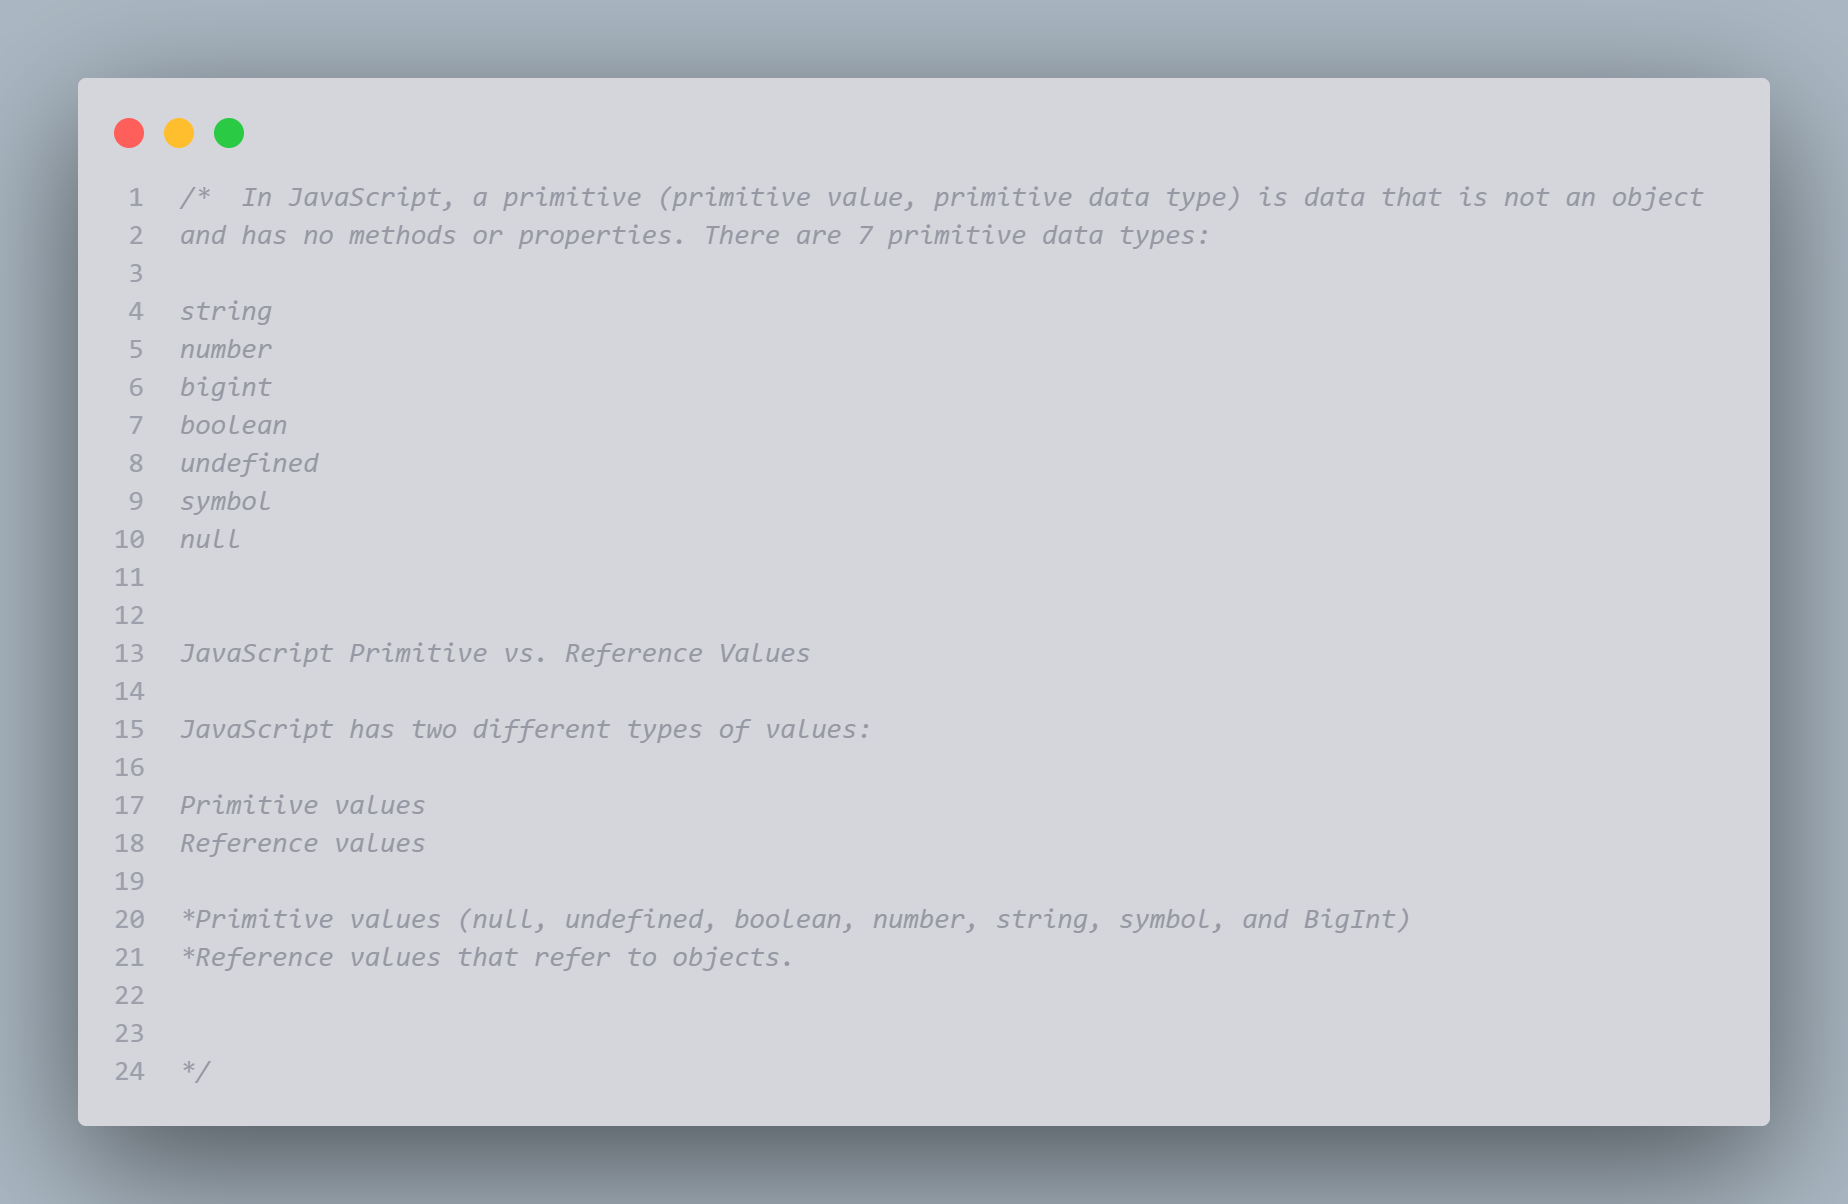 1 /*  In JavaScript, a primitive (primitive value, primitive data type) is data that is not an object
2 and has no methods or properties. There are 7 primitive data types:
3
4 string
5 number
6 bigint
7 boolean
8 undefined
9 symbol
10 null
11
12
13 JavaScript Primitive vs. Reference Values
14
15 JavaScript has two different types of values:
16
17 Primitive values
18 Reference values
19
20 *Primitive values (null, undefined, boolean, number, string, symbol, and BigInt)
21 *Reference values that refer to objects.
22
23
24 */